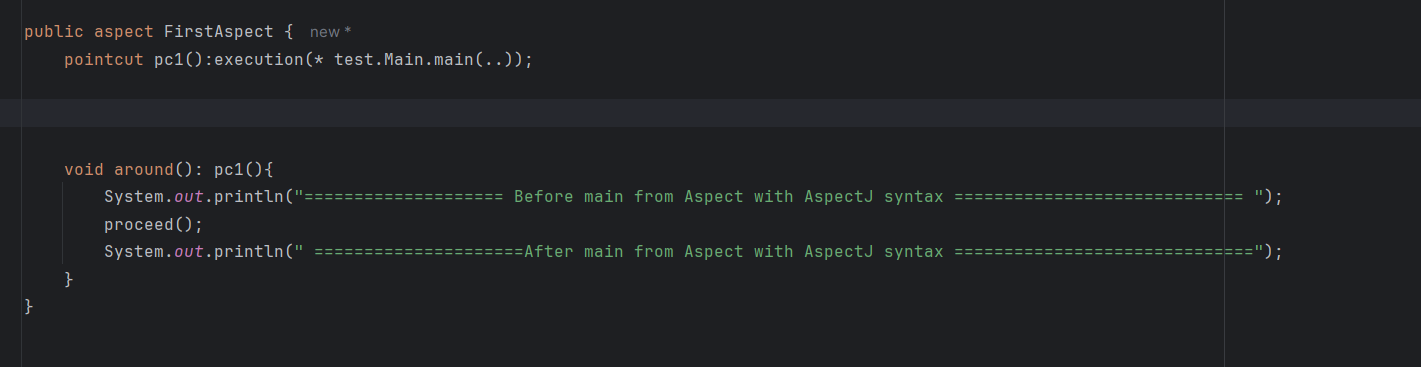 public aspect FirstAspect { new *
    pointcut pc1():execution(* test.Main.main(..));
    void around(): pc1(){
        System.out.println("==================== Before main from Aspect with AspectJ syntax ============================= ");
        proceed();
        System.out.println(" =====================After main from Aspect with AspectJ syntax ==============================");
    }
}